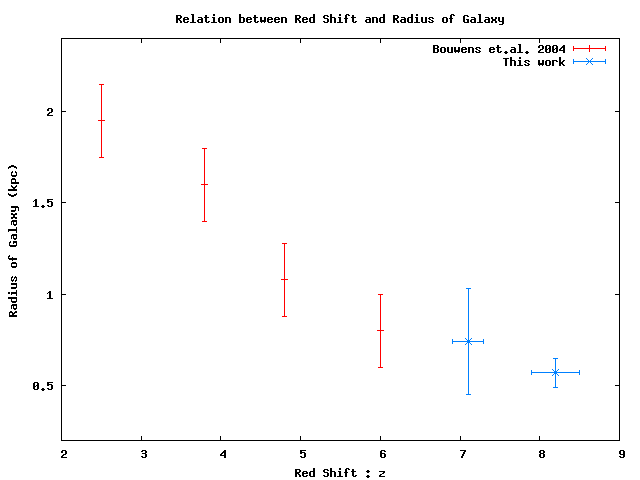 Relation between Red Shift and Radius of Galaxy
Bouwens et.al. 2004
This work
2
1.5
1
0.5
Radius of Galaxy (kpc)
2 3 4 5 6 7 8 9
Red Shift : z